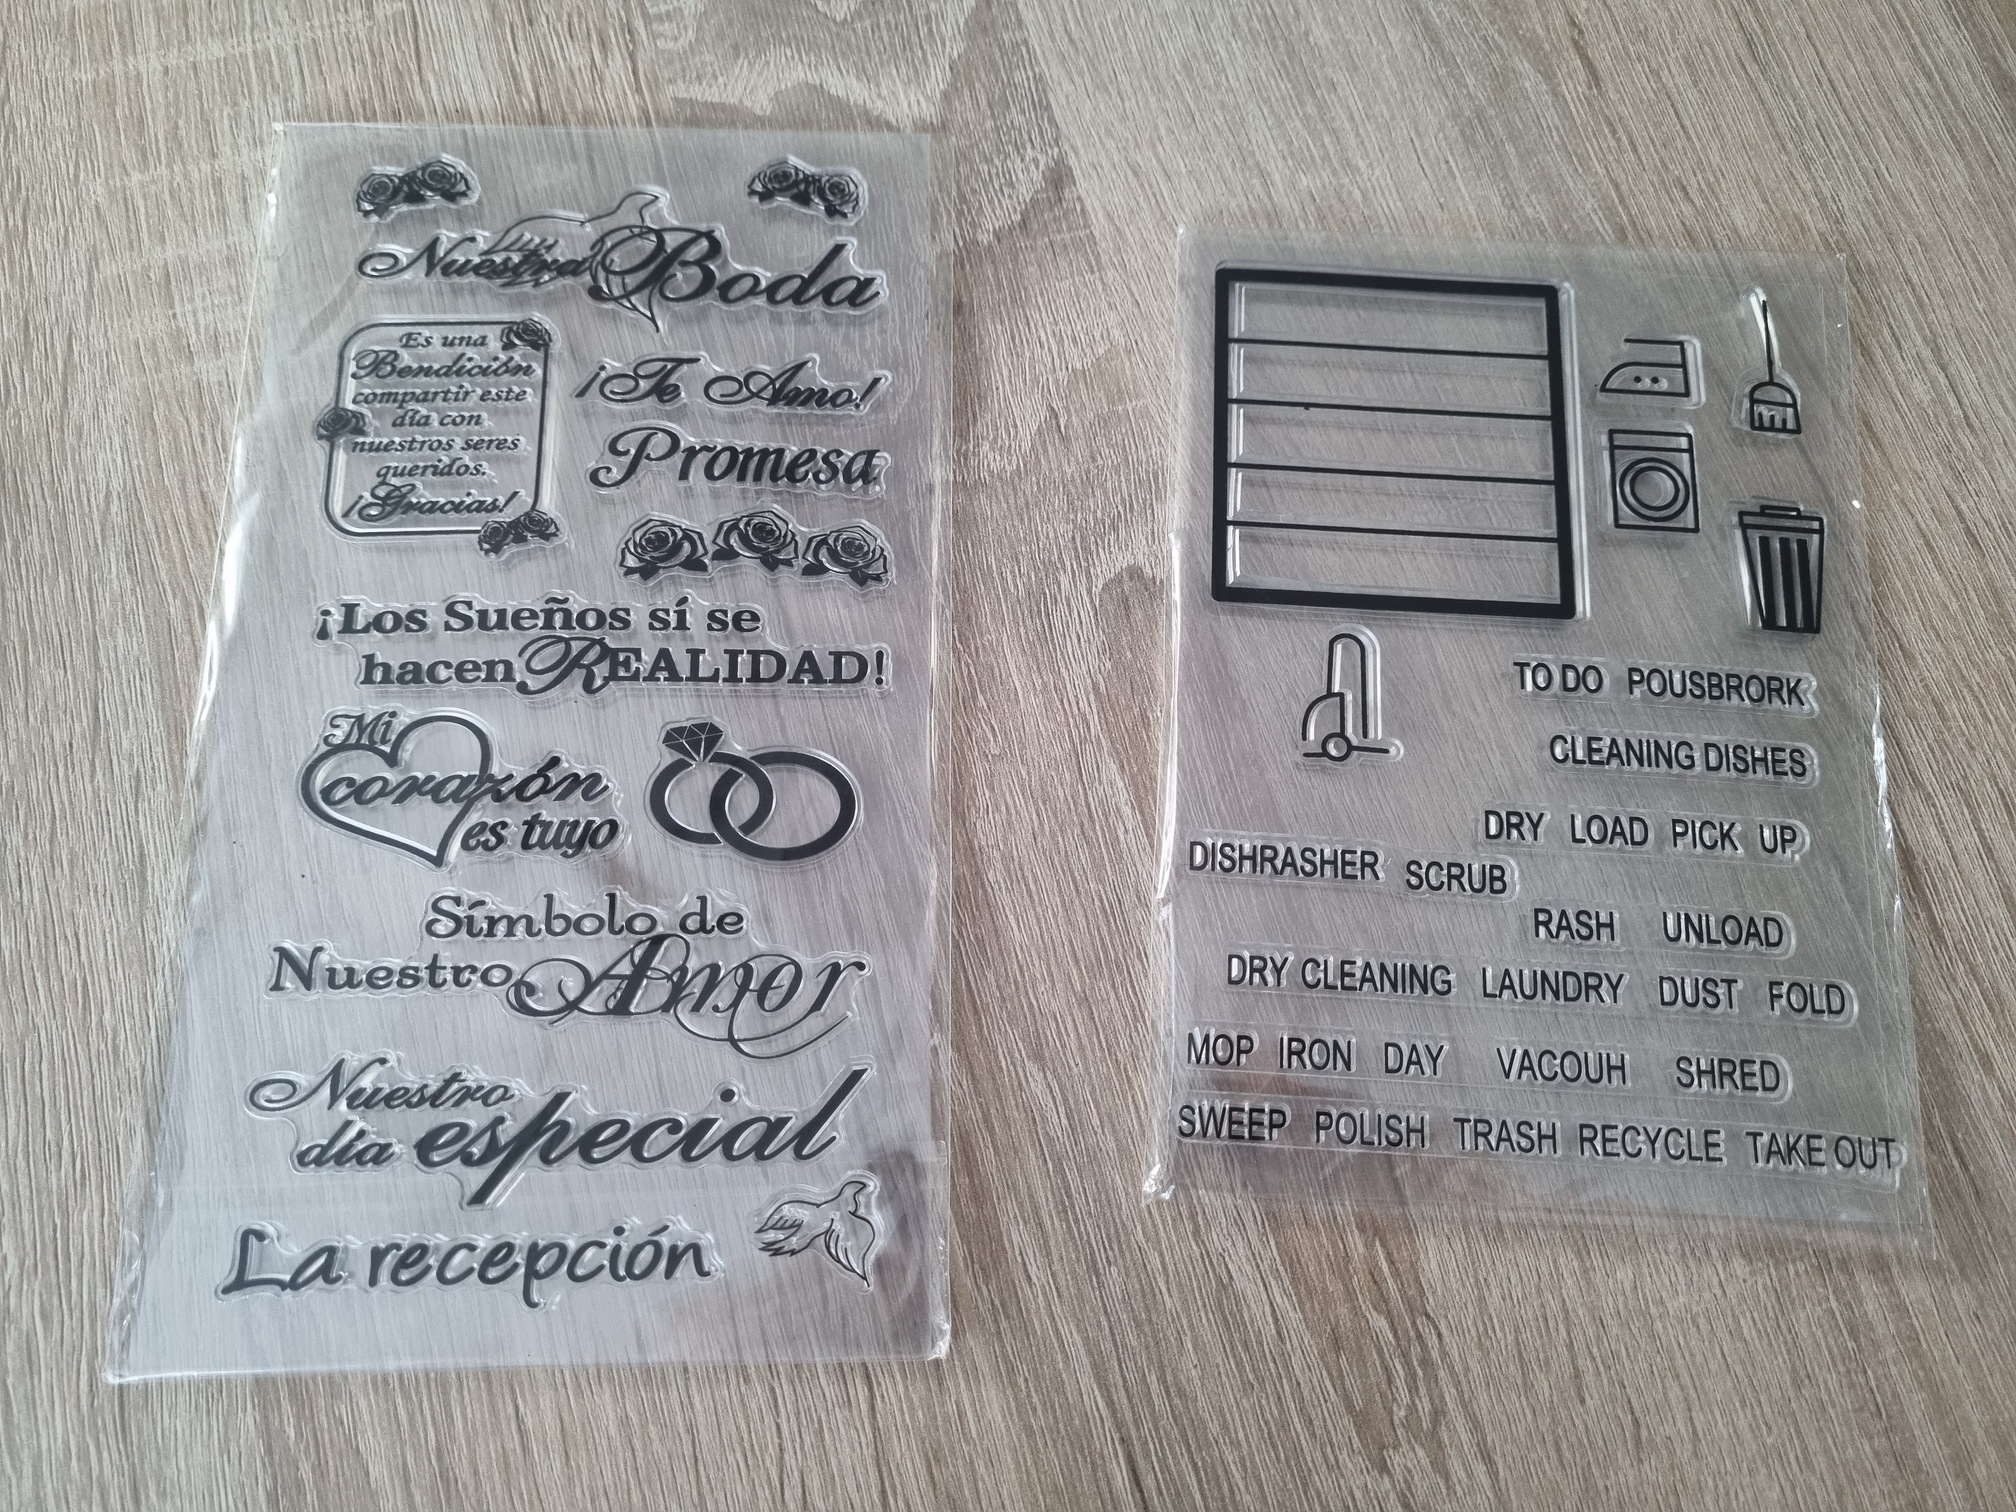 Nuestra Boda
Es una
Bendición
compartir este
día con
nuestros seres
queridos.
¡Gracias!
¡Te Amo!
Promesa
¡Los Sueños sí se
hacen REALIDAD!
Mi
corazón
es tuyo
Símbolo de
Nuestro Amor
Nuestro
día especial
La recepción
TO DO POUSBRORK
CLEANING DISHES
DRY LOAD PICK UP
DISHRASHER SCRUB
RASH UNLOAD
DRY CLEANING LAUNDRY DUST FOLD
MOP IRON DAY VACOUH SHRED
SWEEP POLISH TRASH RECYCLE TAKE OUT